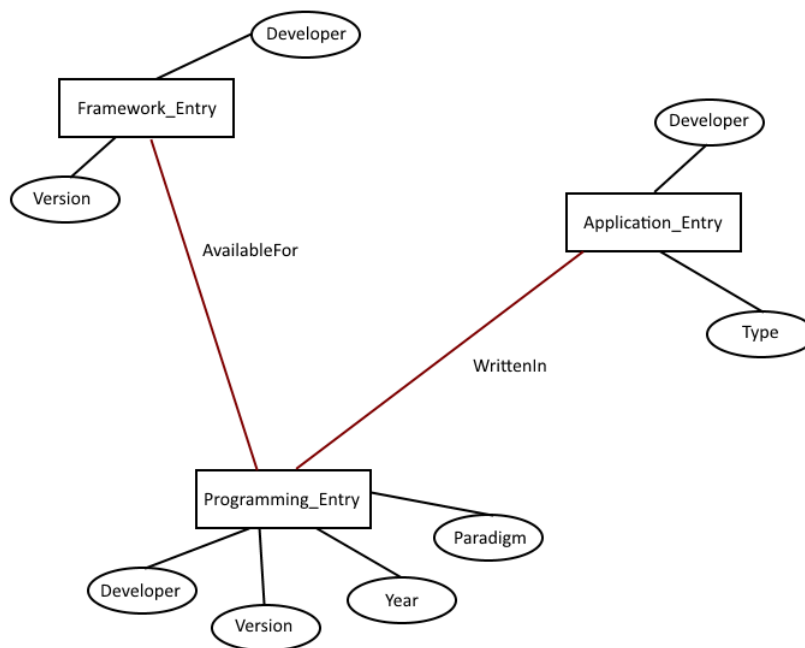 Developer
Framework_Entry
Developer
Version
Application_Entry
AvailableFor
Type
WrittenIn
Programming_Entry
Paradigm
Developer
Year
Version